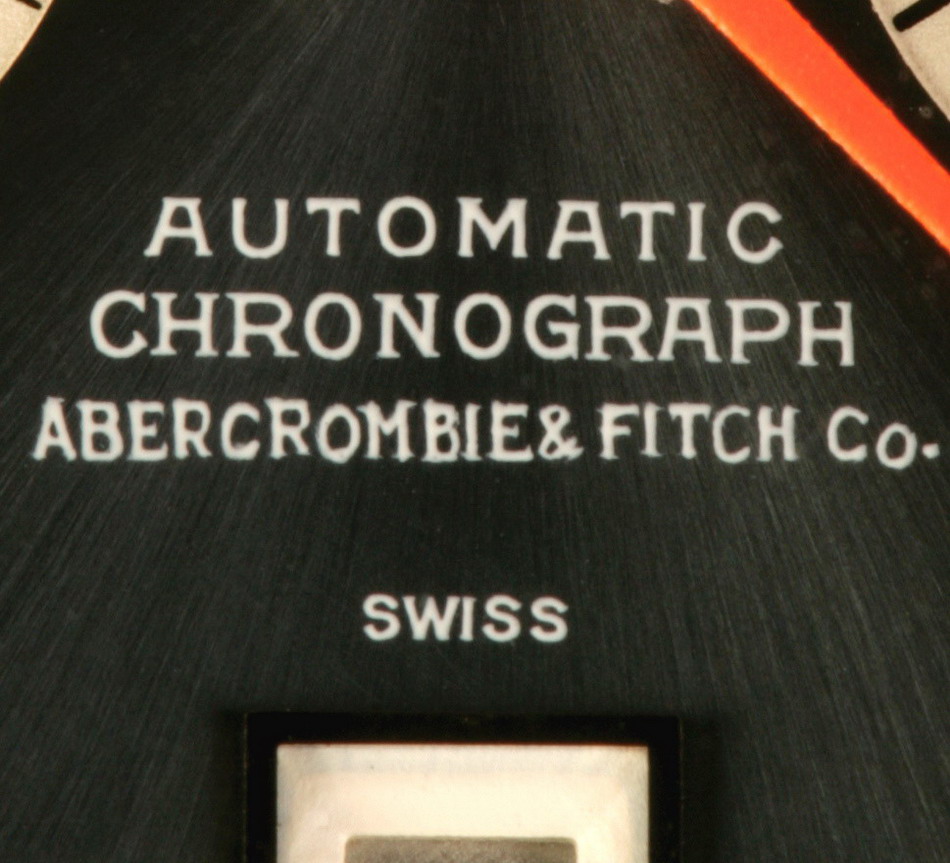 AUTOMATIC
CHRONOGRAPH
ABERCROMBIE & FITCH Co.
SWISS